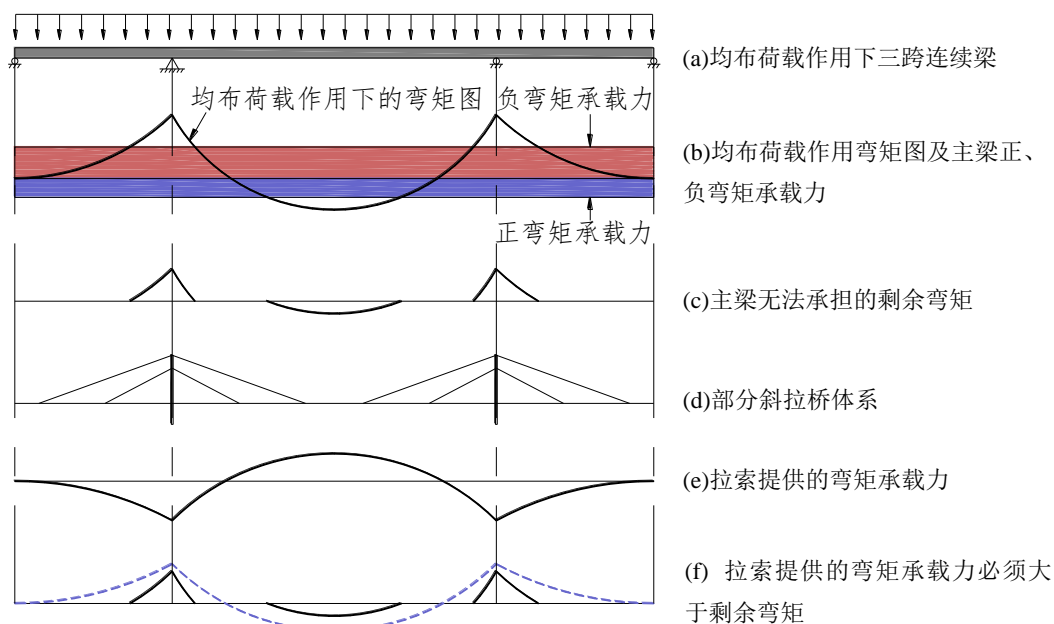 (a)均布荷载作用下三跨连续梁
均布荷载作用下的弯矩图
负弯矩承载力
(b)均布荷载作用弯矩图及主梁正、
负弯矩承载力
正弯矩承载力
(c)主梁无法承担的剩余弯矩
(d)部分斜拉桥体系
(e)拉索提供的弯矩承载力
(f) 拉索提供的弯矩承载力必须大
于剩余弯矩